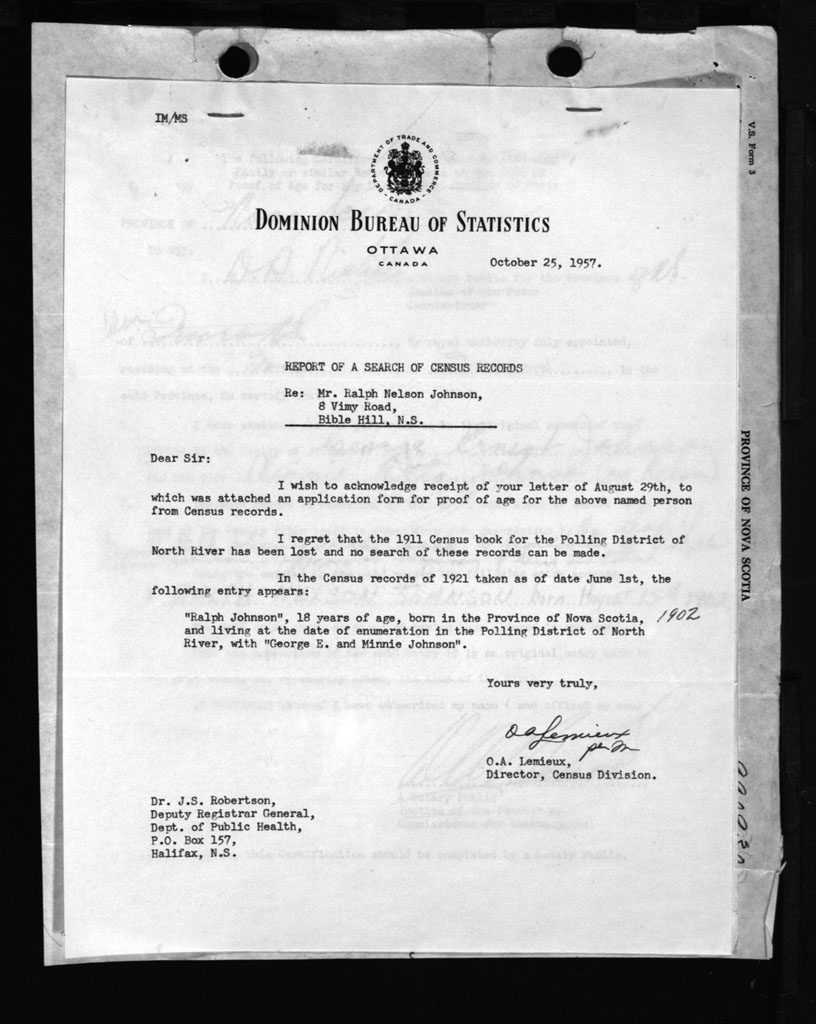 IM/MS
DEPARTMENT OF TRADE AND COMMERCE
CANADA
DOMINION BUREAU OF STATISTICS
OTTAWA
CANADA
October 25, 1957.
REPORT OF A SEARCH OF CENSUS RECORDS
Re: Mr. Ralph Nelson Johnson,
8 Vimy Road,
Bible Hill, N.S.
Dear Sir:
I wish to acknowledge receipt of your letter of August 29th, to
which was attached an application form for proof of age for the above named person
from Census records.
I regret that the 1911 Census book for the Polling District of
North River has been lost and no search of these records can be made.
In the Census records of 1921 taken as of date June 1st, the
following entry appears:
"Ralph Johnson", 18 years of age, born in the Province of Nova Scotia, 1902
and living at the date of enumeration in the Polling District of North
River, with "George E. and Minnie Johnson".
Yours very truly,
OALemieux
per M
O.A. Lemieux,
Director, Census Division.
Dr. J.S. Robertson,
Deputy Registrar General,
Dept. of Public Health,
P.O. Box 157,
Halifax, N.S.
V.S. Form 3
PROVINCE OF NOVA SCOTIA